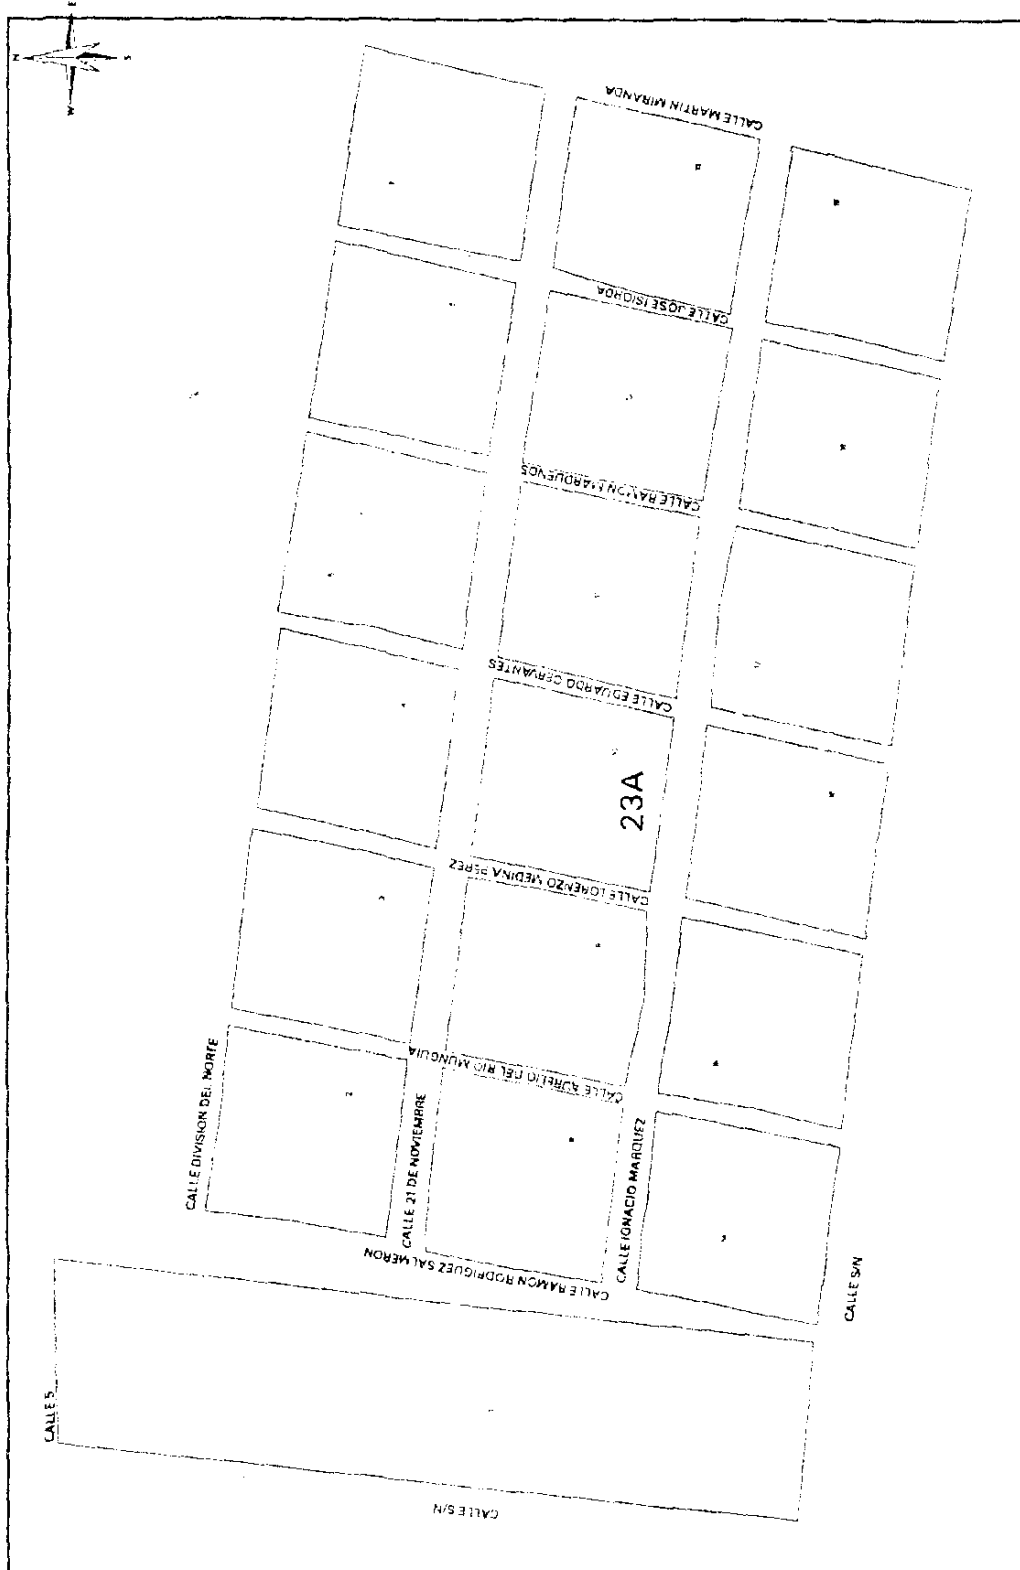 E
N
S
W
CALLE MARTIN MIRANDA
CALLE JOSE ISIORDA
CALLE RAMON MARQUENOS
CALLE EDUARDO CERVANTES
23A
CALLE LORENZO MEDINA PEREZ
CALLE AURELIO DEL RIO MUNGUIA
CALLE DIVISION DEL NORTE
CALLE 21 DE NOVIEMBRE
CALLE IGNACIO MARQUEZ
CALLE RAMON RODRIGUEZ SALMERON
CALLE S/N
CALLE 5
CALLE S/N